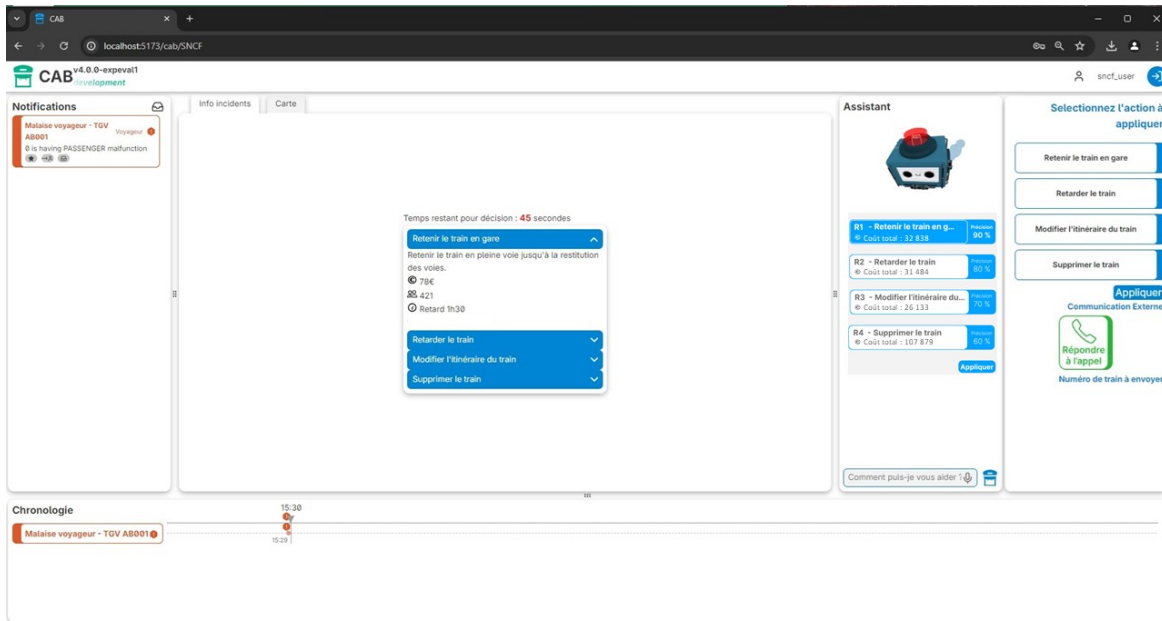 CAB
localhost:5173/cab/SNCF
CAB v4.0.0-expeval1
development
sncf_user
Notifications
Malaise voyageur - TGV AB001
Voyageur
0 is having PASSENGER malfunction
Info incidents
Carte
Temps restant pour décision : 45 secondes
Retenir le train en gare
Retenir le train en pleine voie jusqu'à la restitution
des voies.
78€
421
Retard 1h30
Retarder le train
Modifier l'itinéraire du train
Supprimer le train
Assistant
R1 - Retenir le train en g...
Coût total : 32 838
Précision
90 %
R2 - Retarder le train
Coût total : 31 484
Précision
80 %
R3 - Modifier l'itinéraire du...
Coût total : 26 133
Précision
70 %
R4 - Supprimer le train
Coût total : 107 879
Précision
60 %
Appliquer
Comment puis-je vous aider ?
Selectionnez l'action à
appliquer
Retenir le train en gare
Retarder le train
Modifier l'itinéraire du train
Supprimer le train
Appliquer
Communication Externe
Répondre
à l'appel
Numéro de train à envoyer
Chronologie
15:30
Malaise voyageur - TGV AB001
15:29